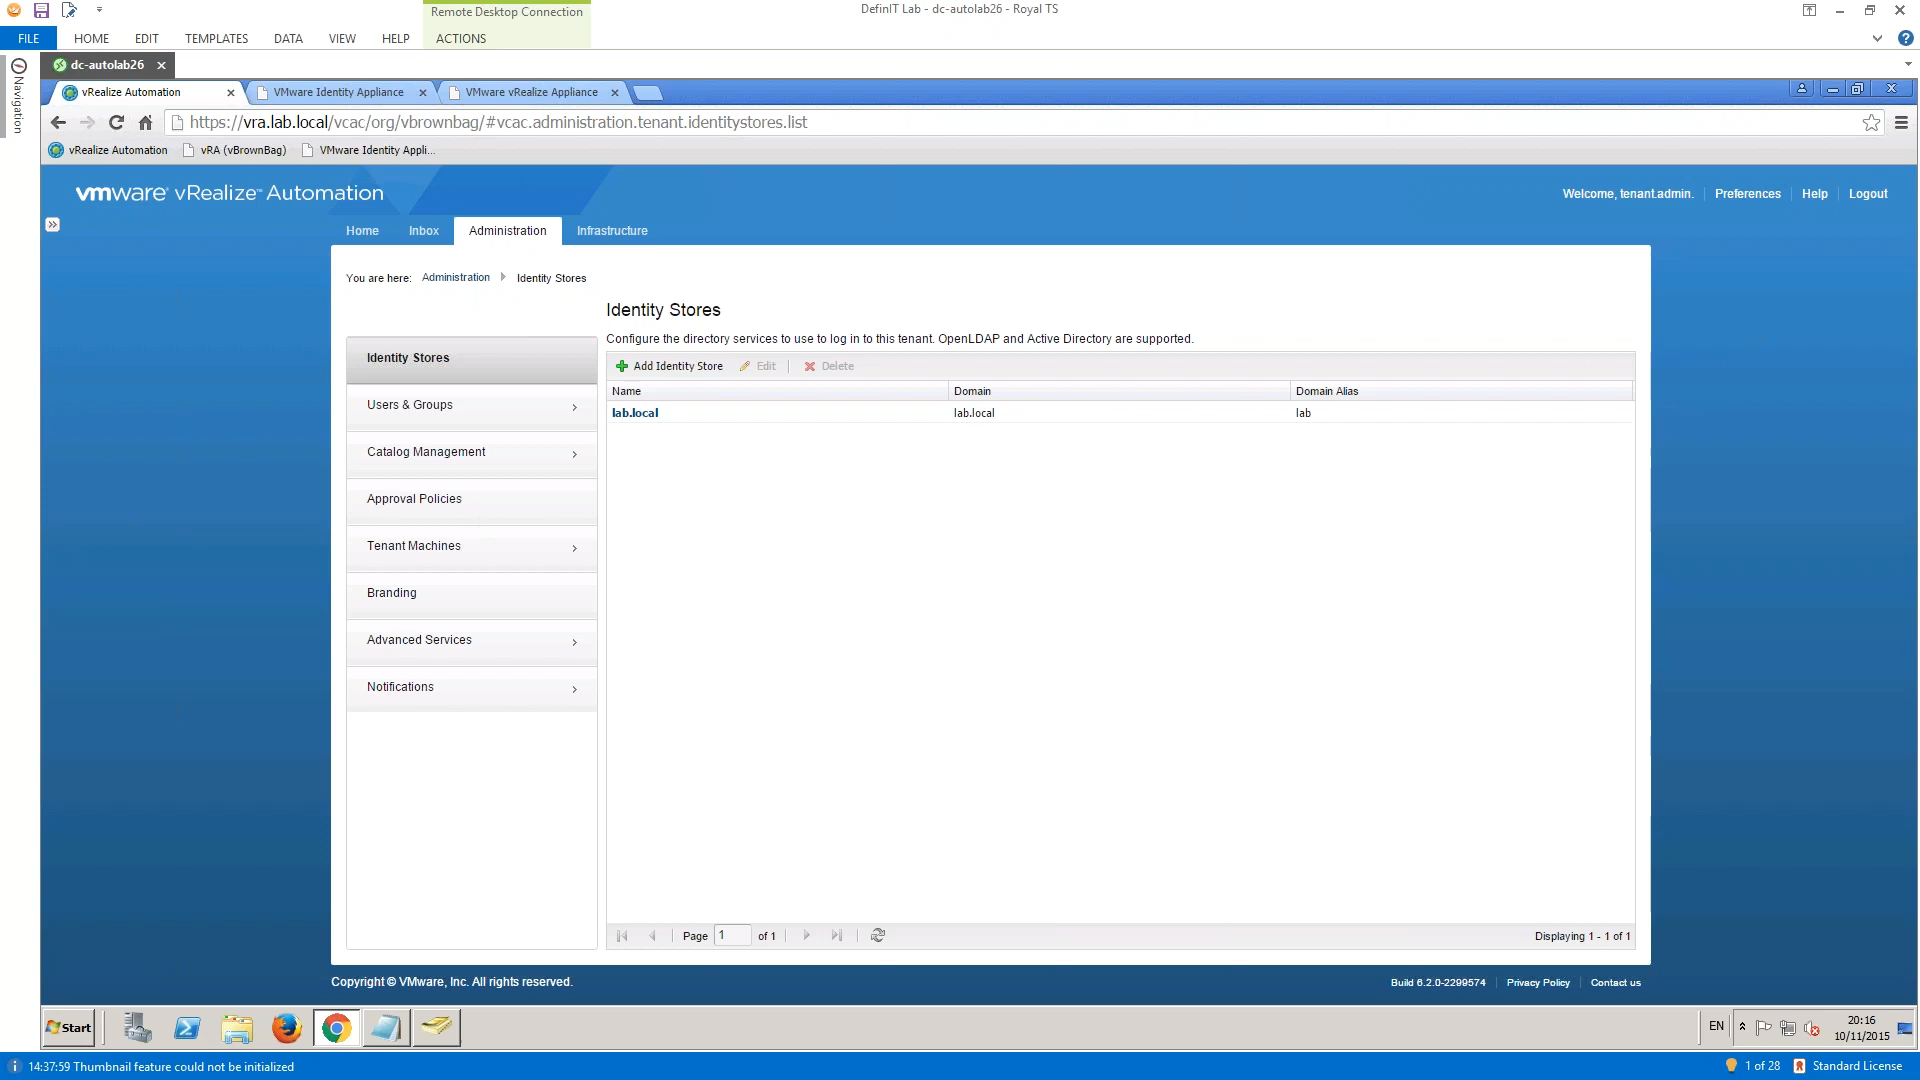 Remote Desktop Connection
DefinIT Lab - dc-autolab26 - Royal TS
FILE HOME EDIT TEMPLATES DATA VIEW HELP ACTIONS
Navigation
dc-autolab26
vRealize Automation
VMware Identity Appliance
VMware vRealize Appliance
https://vra.lab.local/vcac/org/vbrownbag/#vcac.administration.tenant.identitystores.list
vRealize Automation
vRA (vBrownBag)
VMware Identity Appli...
vmware vRealize™ Automation
Welcome, tenant.admin. Preferences Help Logout
Home Inbox Administration Infrastructure
You are here: Administration Identity Stores
Identity Stores
Configure the directory services to use to log in to this tenant. OpenLDAP and Active Directory are supported.
Identity Stores
Users & Groups
Catalog Management
Approval Policies
Tenant Machines
Branding
Advanced Services
Notifications
Add Identity Store Edit Delete
Name Domain Domain Alias
lab.local lab.local lab
Page 1 of 1
Displaying 1 - 1 of 1
Copyright © VMware, Inc. All rights reserved.
Build 6.2.0-2299574 Privacy Policy Contact us
Start
EN
20:16
10/11/2015
14:37:59 Thumbnail feature could not be initialized
1 of 28 Standard License